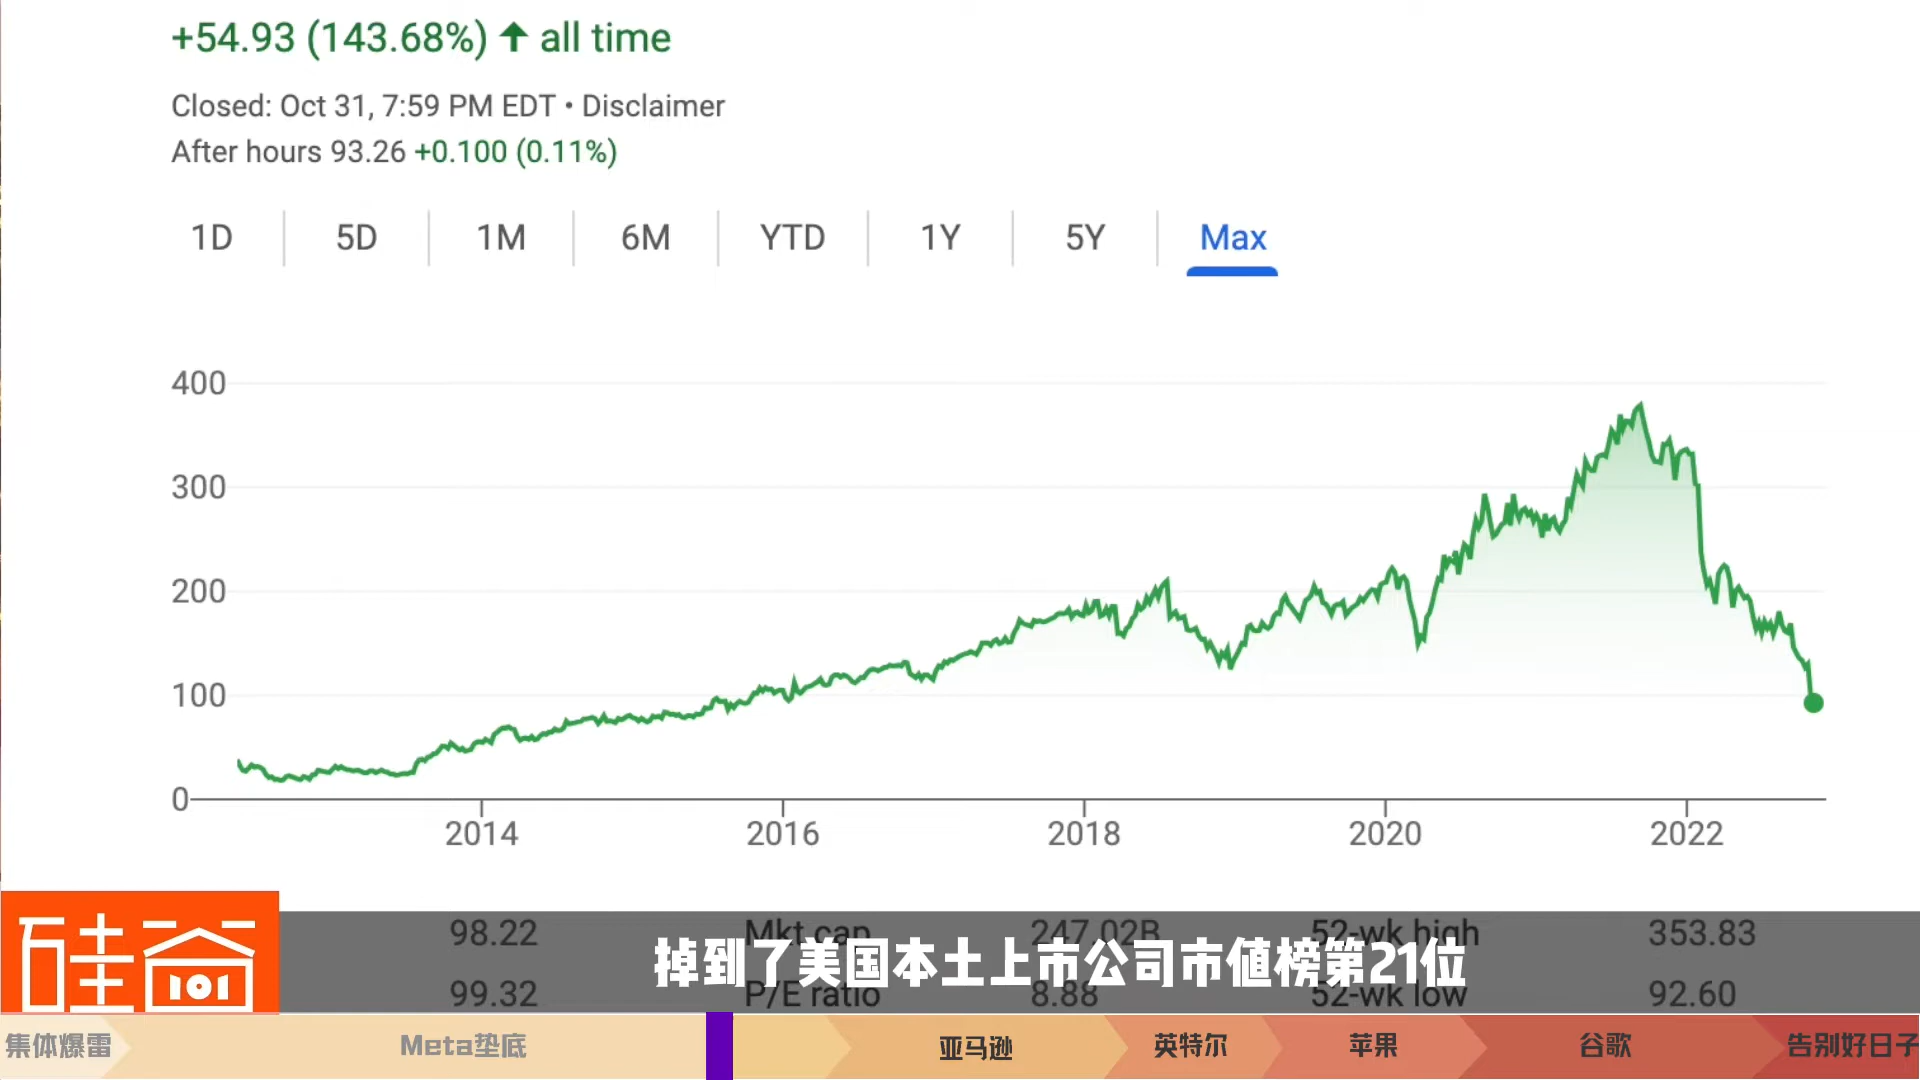 +54.93 (143.68%) ↑ all time
Closed: Oct 31, 7:59 PM EDT • Disclaimer
After hours 93.26 +0.100 (0.11%)
1D 5D 1M 6M YTD 1Y 5Y Max
400
300
200
100
0
2014 2016 2018 2020 2022
98.22 Mkt cap 247.02B 52-wk high 353.83
掉到了美国本土上市公司市值榜第21位
99.32 P/E ratio 8.88 52-wk low 92.60
硅谷
101
集体爆雷 Meta垫底 亚马逊 英特尔 苹果 谷歌 告别好日子